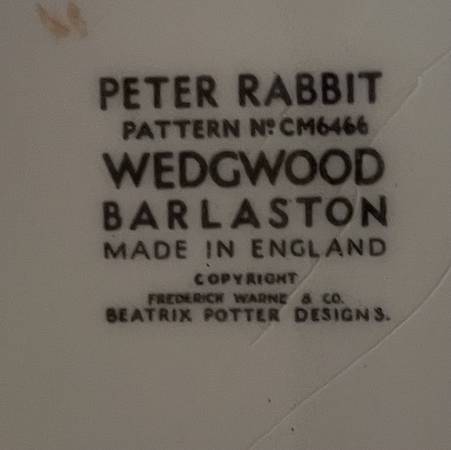 PETER RABBIT
PATTERN Nº CM6466
WEDGWOOD
BARLASTON
MADE IN ENGLAND
COPYRIGHT
FREDERICK WARNE & CO.
BEATRIX POTTER DESIGNS.